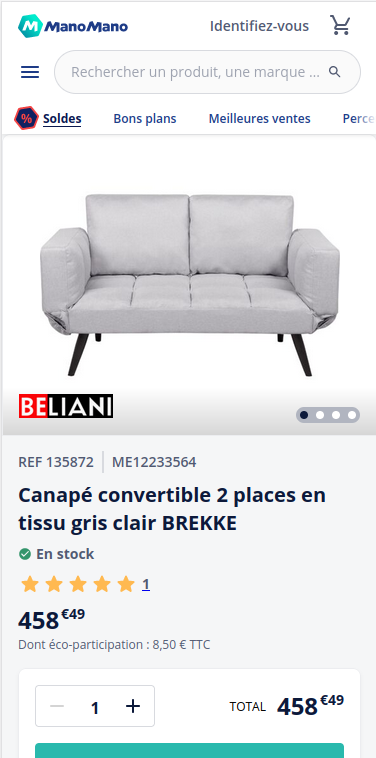 ManoMano
Identifiez-vous
Rechercher un produit, une marque ...
%
Soldes
Bons plans
Meilleures ventes
Perce
BELIANI
REF 135872
ME12233564
Canapé convertible 2 places en
tissu gris clair BREKKE
En stock
1
458€49
Dont éco-participation : 8,50 € TTC
1
TOTAL 458€49